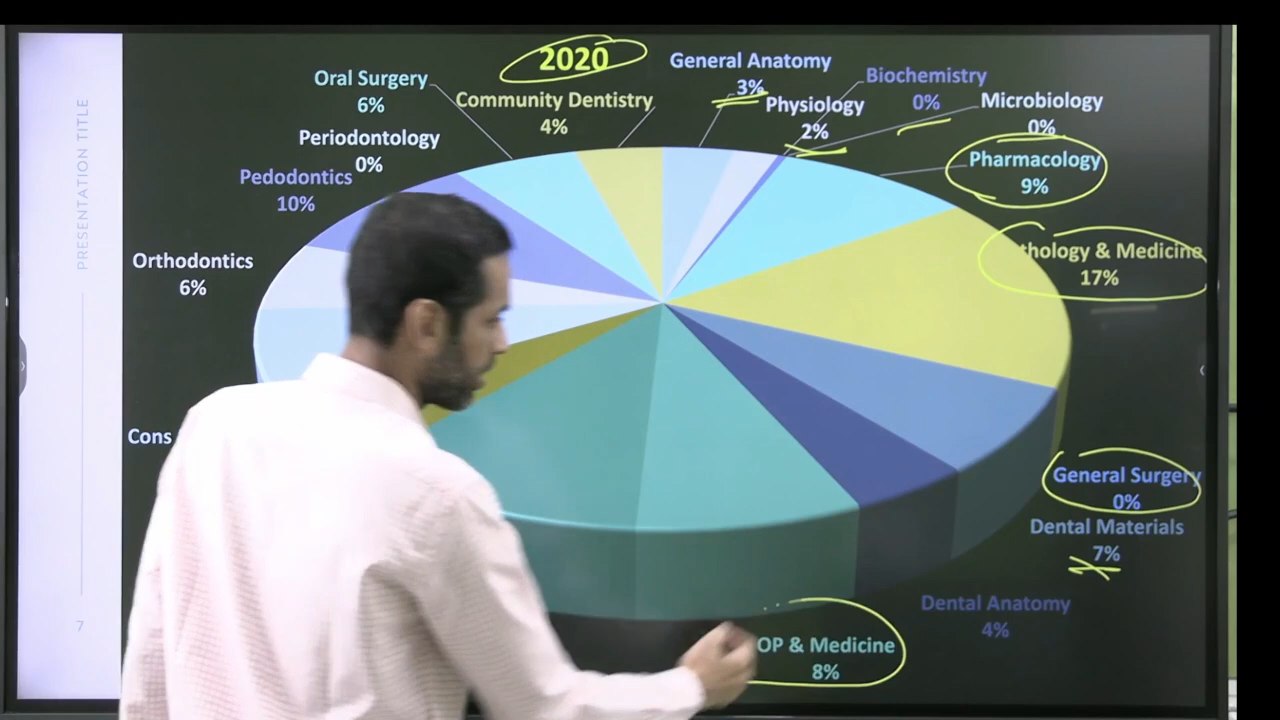 2020
General Anatomy
3%
Biochemistry
0%
Oral Surgery
6%
Community Dentistry
4%
Physiology
2%
Microbiology
0%
Periodontology
0%
Pharmacology
9%
Pedodontics
10%
& Medicine
17%
Orthodontics
6%
Cons
General Surgery
0%
Dental Materials
7%
Dental Anatomy
4%
OP & Medicine
8%
PRESENTATION TITLE
7